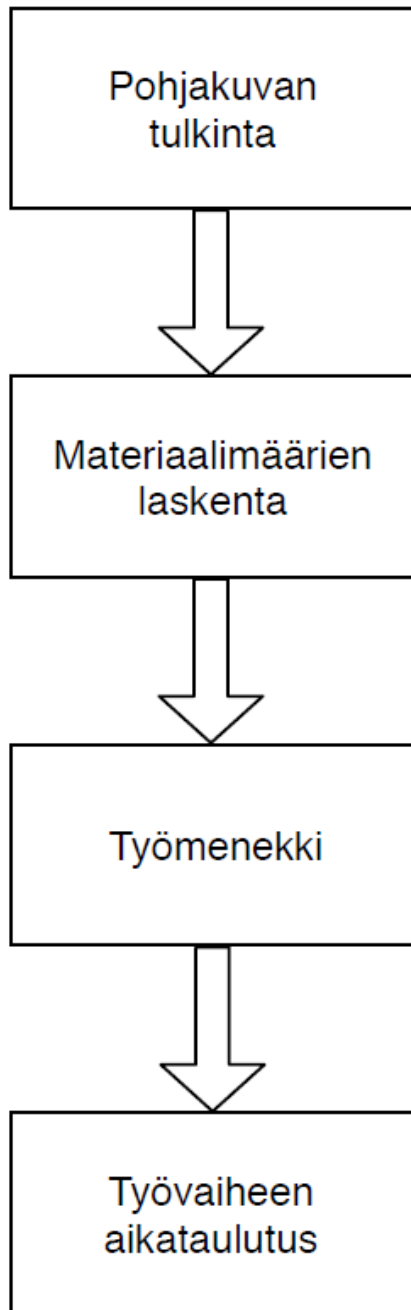 Pohjakuvan
tulkinta
Materiaalimäärien
laskenta
Työmenekki
Työvaiheen
aikataulutus